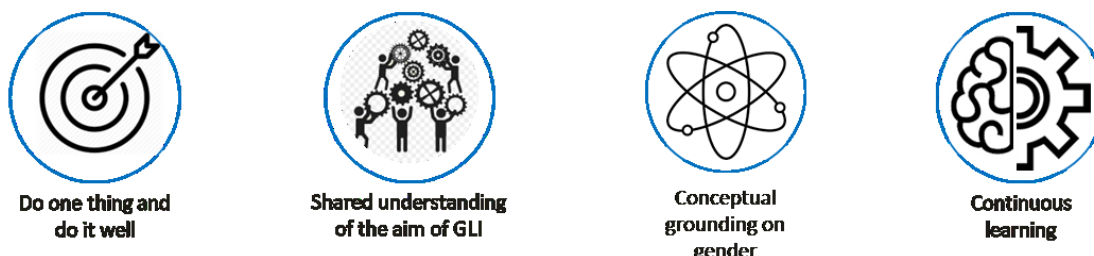 Do one thing and
do it well
Shared understanding
of the aim of GLI
Conceptual
grounding on
gender
Continuous
learning